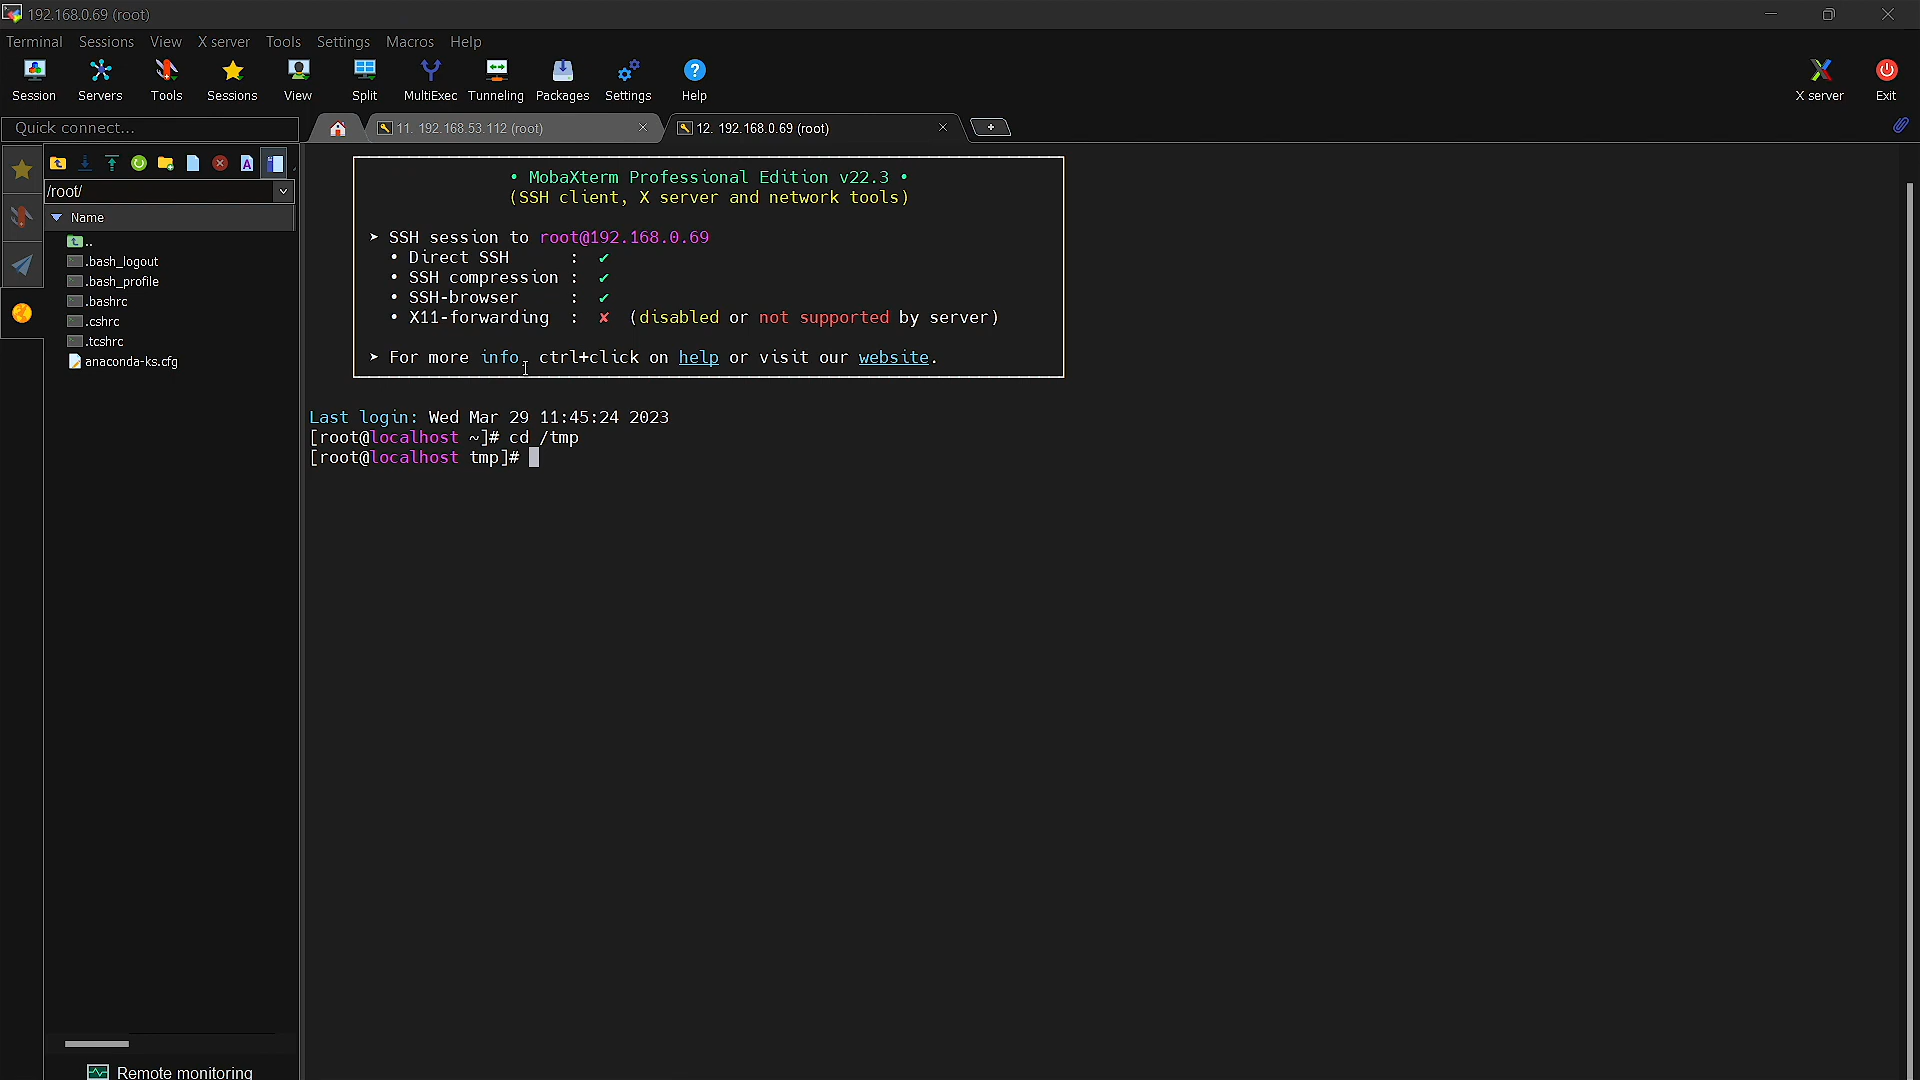 192.168.0.69 (root)
Terminal Sessions View X server Tools Settings Macros Help
Session Servers Tools Sessions View Split MultiExec Tunneling Packages Settings Help X server Exit
Quick connect...
11. 192.168.53.112 (root)
12. 192.168.0.69 (root)
/root/
Name
..
.bash_logout
.bash_profile
.bashrc
.cshrc
.tcshrc
anaconda-ks.cfg
• MobaXterm Professional Edition v22.3 •
(SSH client, X server and network tools)
➤ SSH session to root@192.168.0.69
• Direct SSH : ✔
• SSH compression : ✔
• SSH-browser : ✔
• X11-forwarding : ✘ (disabled or not supported by server)
➤ For more info, ctrl+click on help or visit our website.
Last login: Wed Mar 29 11:45:24 2023
[root@localhost ~]# cd /tmp
[root@localhost tmp]#
Remote monitoring